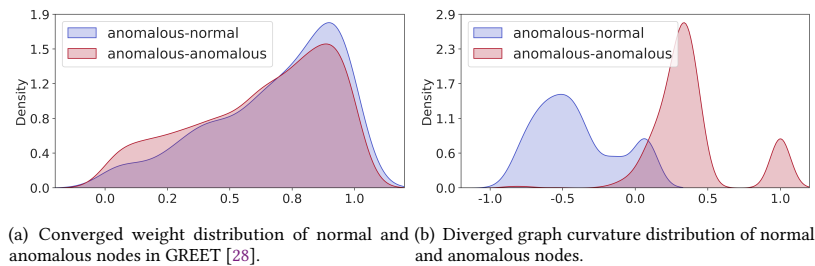 1.9
1.5
1.2
0.8
0.4
0.0
Density
anomalous-normal
anomalous-anomalous
0.0 0.2 0.5 0.8 1.0
2.9
2.3
1.7
1.1
0.6
0.0
Density
anomalous-normal
anomalous-anomalous
-1.0 -0.5 0.0 0.5 1.0
(a) Converged weight distribution of normal and
anomalous nodes in GREET [28].
(b) Diverged graph curvature distribution of normal
and anomalous nodes.